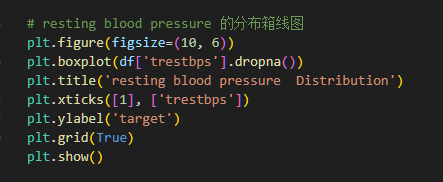 # resting blood pressure 的分布箱线图
plt.figure(figsize=(10, 6))
plt.boxplot(df['trestbps'].dropna())
plt.title('resting blood pressure  Distribution')
plt.xticks([1], ['trestbps'])
plt.ylabel('target')
plt.grid(True)
plt.show()